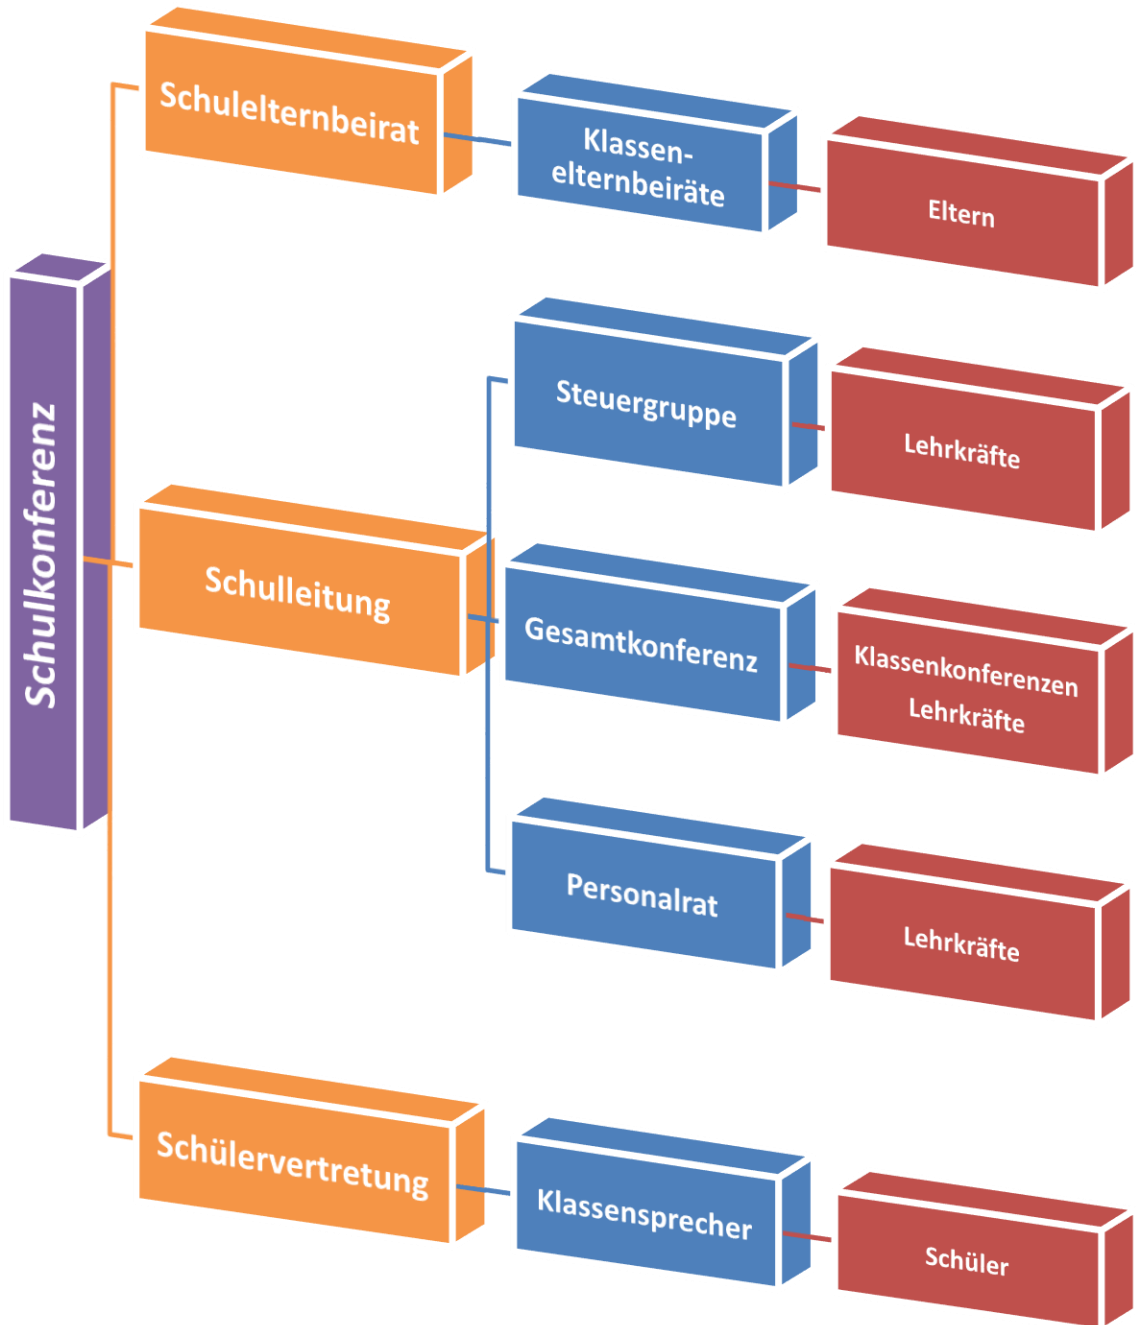 Schulkonferenz
Schulelternbeirat
Klassen-
elternbeiräte
Eltern
Schulleitung
Steuergruppe
Lehrkräfte
Gesamtkonferenz
Klassenkonferenzen
Lehrkräfte
Personalrat
Lehrkräfte
Schülervertretung
Klassensprecher
Schüler